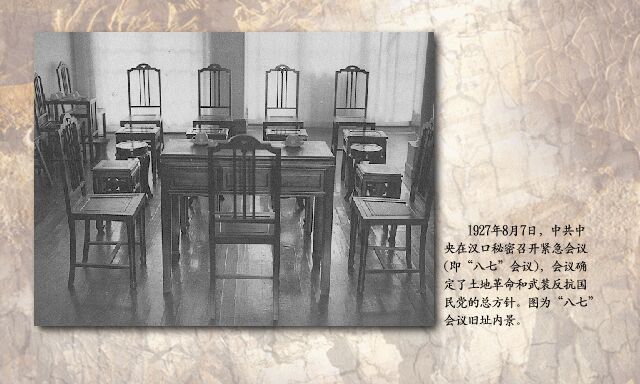 1927年8月7日，中共中
央在汉口秘密召开紧急会议
(即“八七”会议)，会议确
定了土地革命和武装反抗国
民党的总方针。图为“八七”
会议旧址内景。